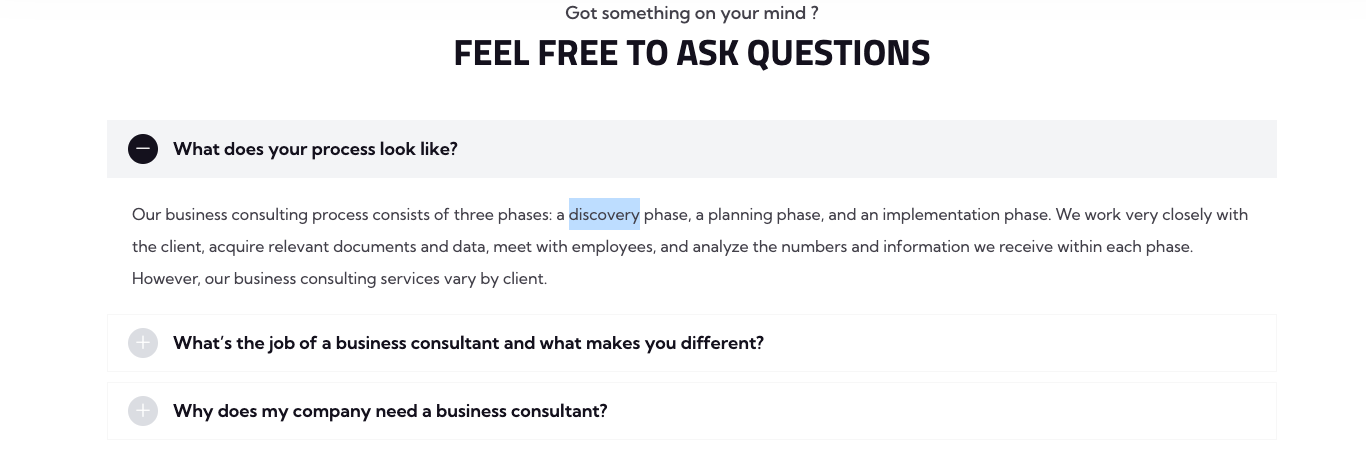 Got something on your mind ?
FEEL FREE TO ASK QUESTIONS
What does your process look like?
Our business consulting process consists of three phases: a discovery phase, a planning phase, and an implementation phase. We work very closely with
the client, acquire relevant documents and data, meet with employees, and analyze the numbers and information we receive within each phase.
However, our business consulting services vary by client.
What’s the job of a business consultant and what makes you different?
Why does my company need a business consultant?